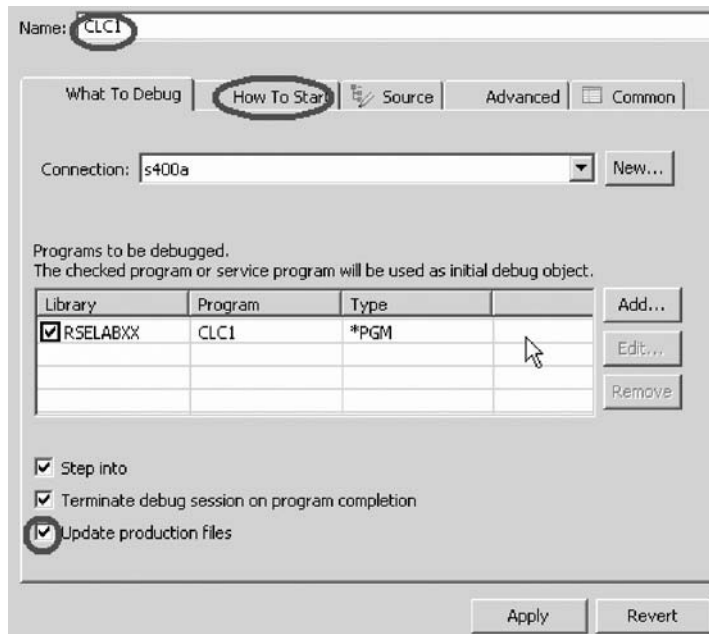 Name: CLC1
What To Debug How To Start Source Advanced Common
Connection: s400a New...
Programs to be debugged.
The checked program or service program will be used as initial debug object.
Library Program Type Add...
RSELABXX CLC1 *PGM
Edit...
Remove
Step into
Terminate debug session on program completion
Update production files
Apply Revert